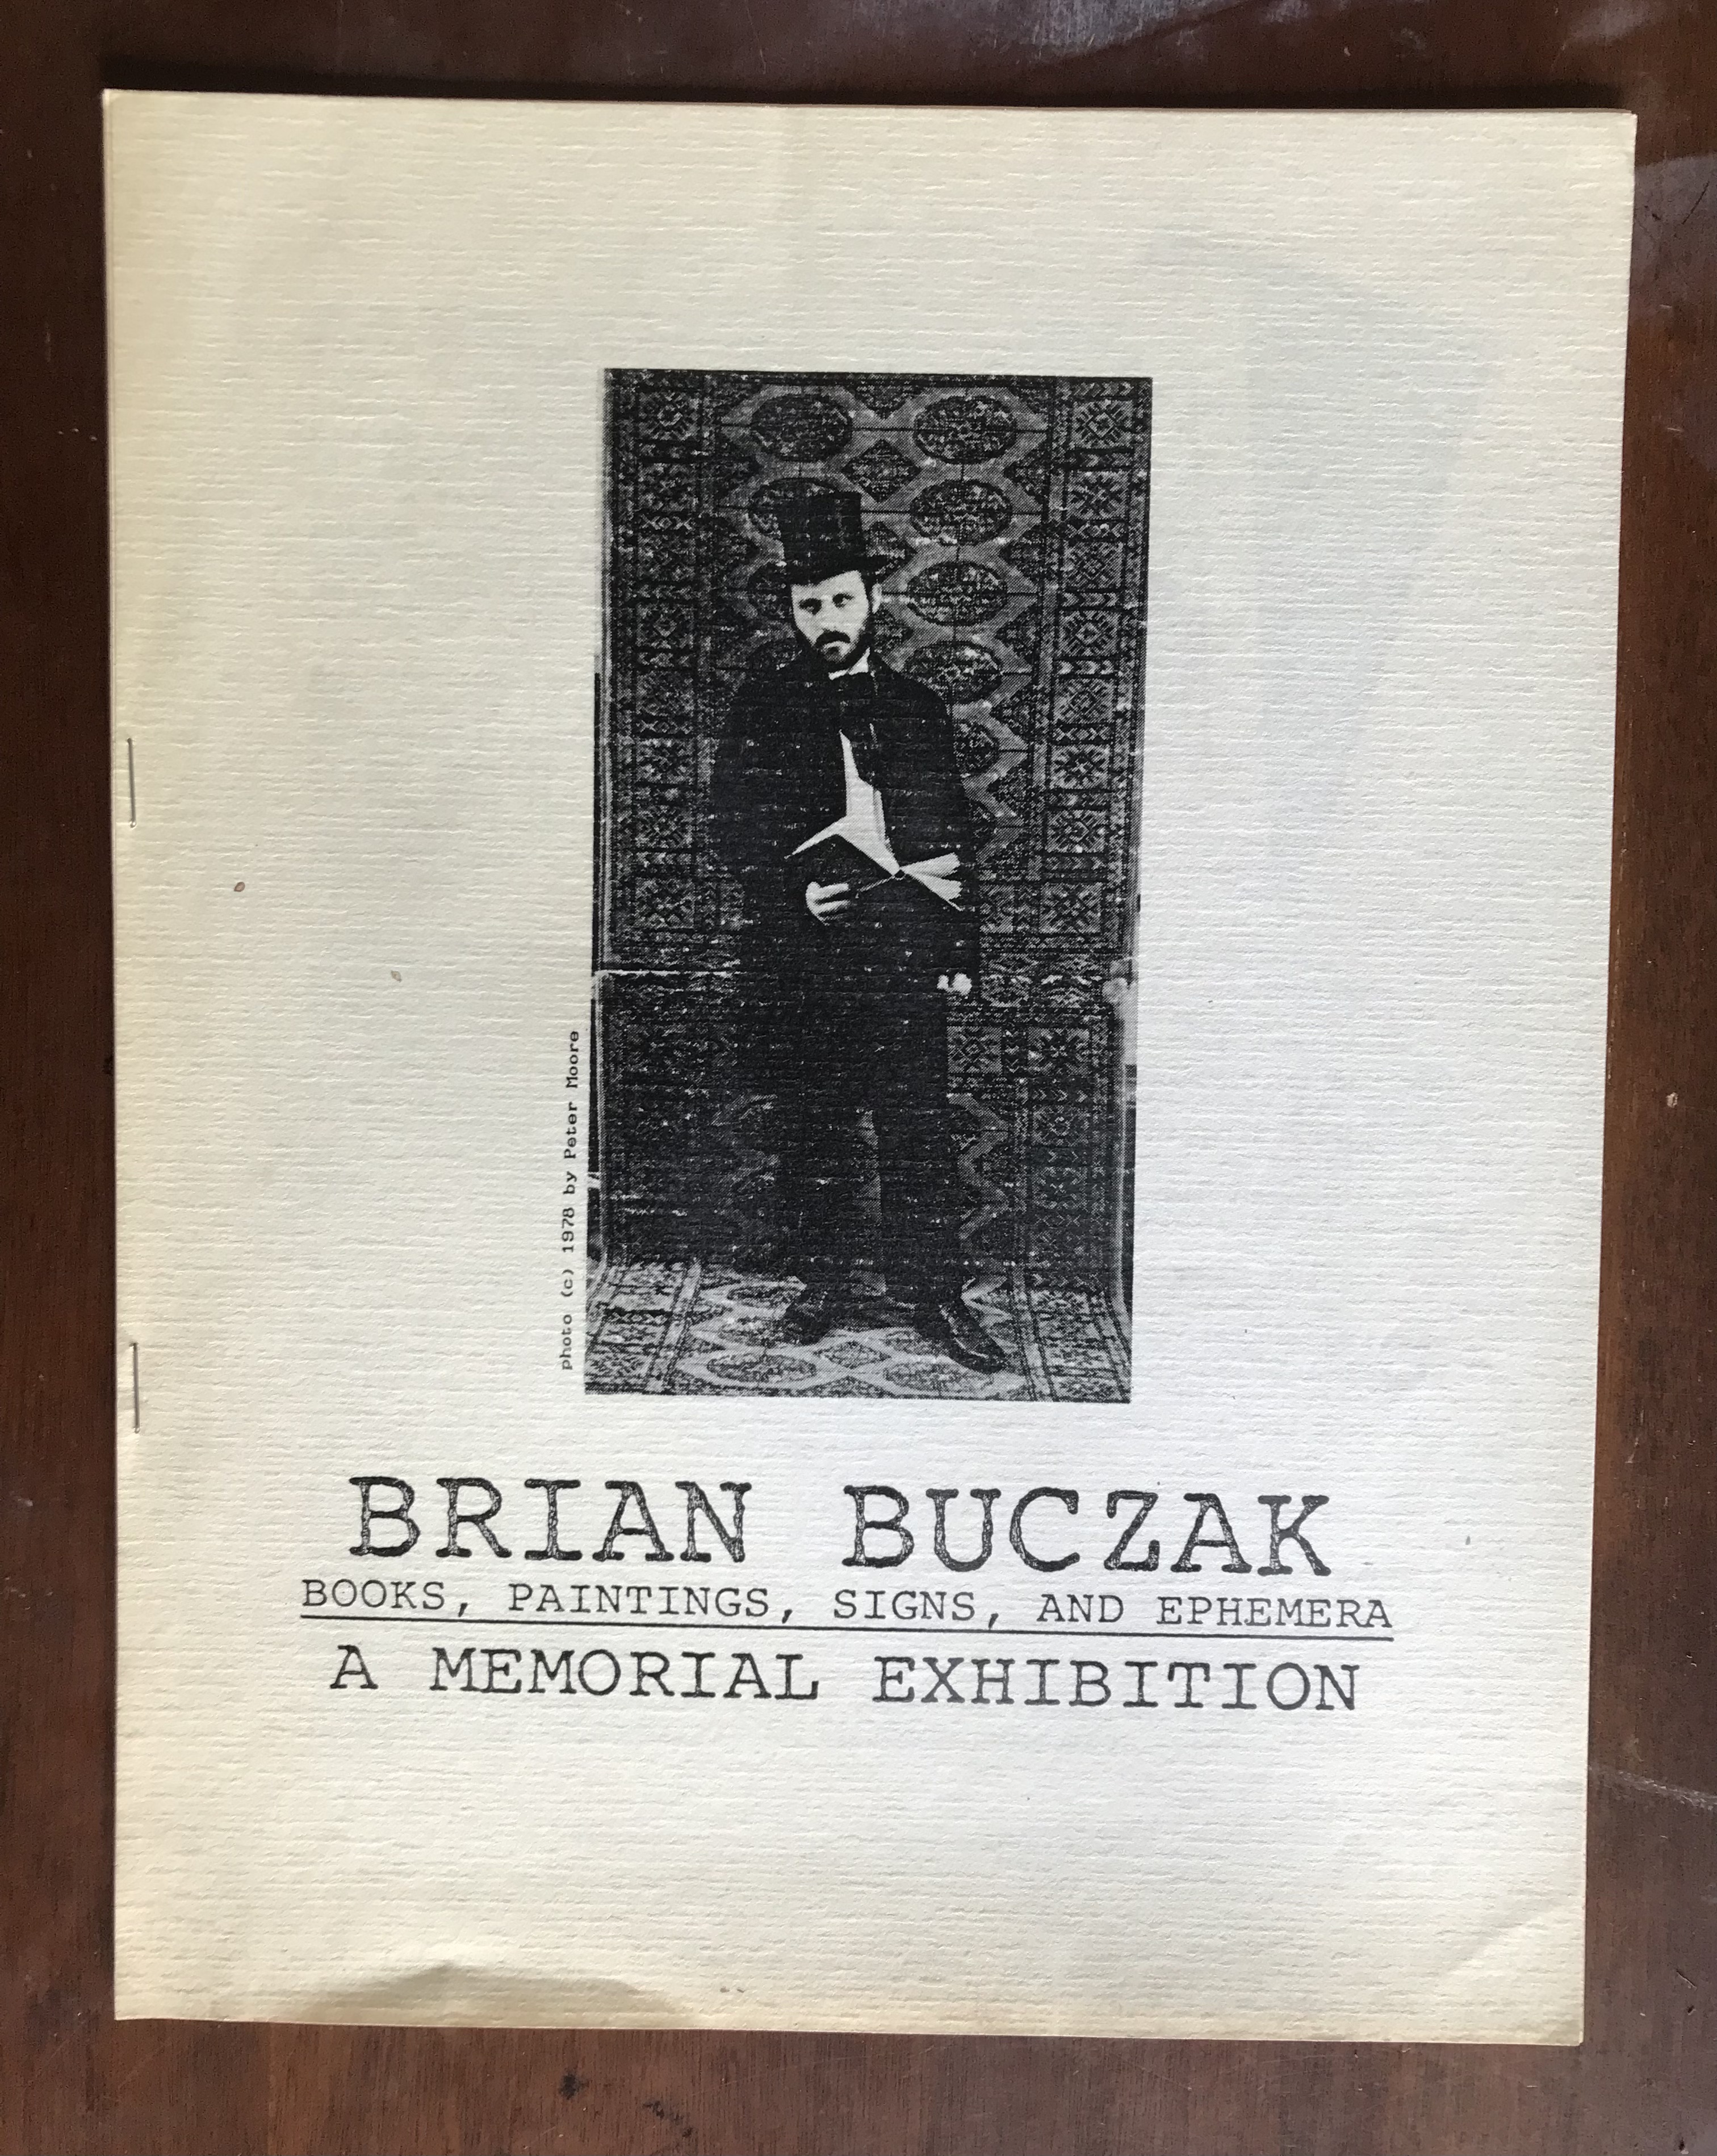 photo (c) 1978 by Peter Moore
BRIAN BUCZAK
BOOKS, PAINTINGS, SIGNS, AND EPHEMERA
A MEMORIAL EXHIBITION